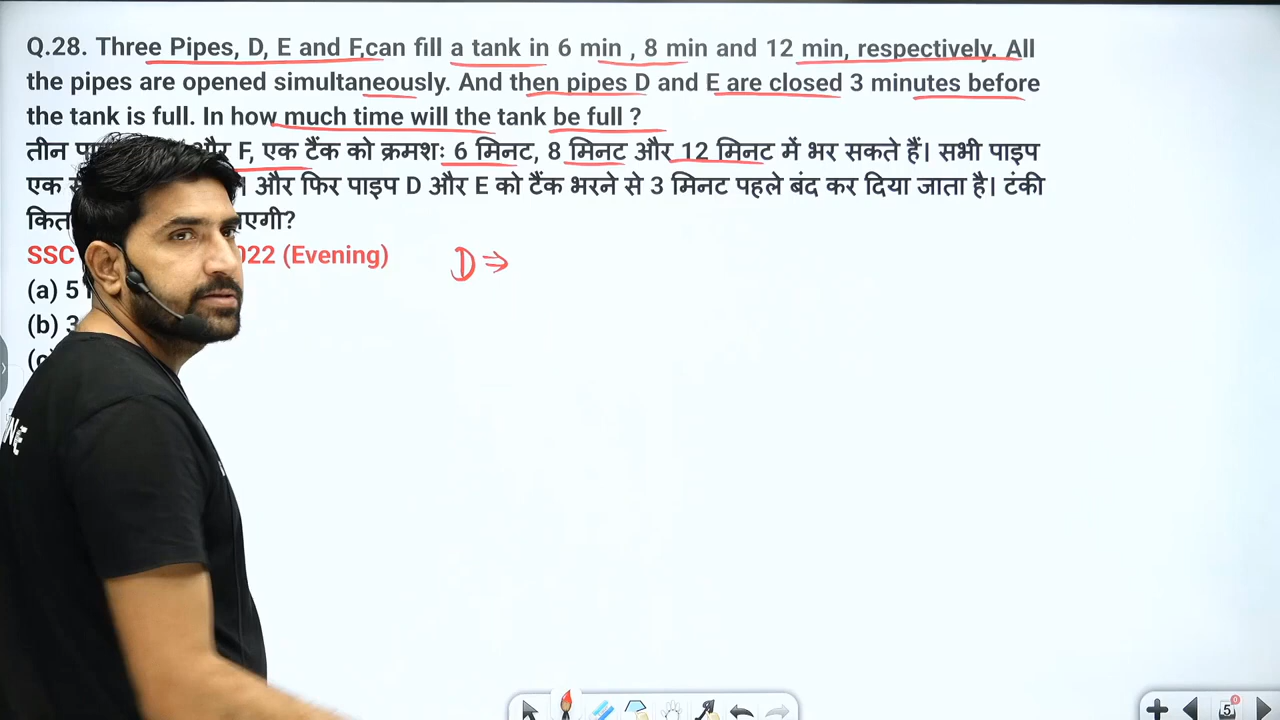 Q.28. Three Pipes, D, E and F,can fill a tank in 6 min , 8 min and 12 min, respectively. All
the pipes are opened simultaneously. And then pipes D and E are closed 3 minutes before
the tank is full. In how much time will the tank be full ?
तीन F, एक टैंक को क्रमशः 6 मिनट, 8 मिनट और 12 मिनट में भर सकते हैं। सभी पाइप
एक और फिर पाइप D और E को टैंक भरने से 3 मिनट पहले बंद कर दिया जाता है। टंकी
SSC (Evening)
D ⇒
(a) 5
(b) 3
5